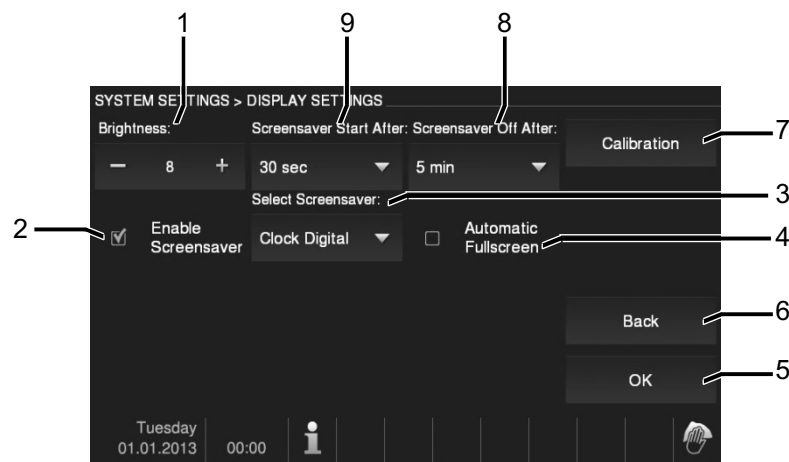 1 9 8
SYSTEM SETTINGS > DISPLAY SETTINGS
Brightness: Screensaver Start After: Screensaver Off After:
Calibration 7
− 8 + 30 sec 5 min
Select Screensaver: 3
2 Enable Screensaver Clock Digital Automatic Fullscreen 4
Back 6
OK 5
Tuesday
01.01.2013 00:00 i